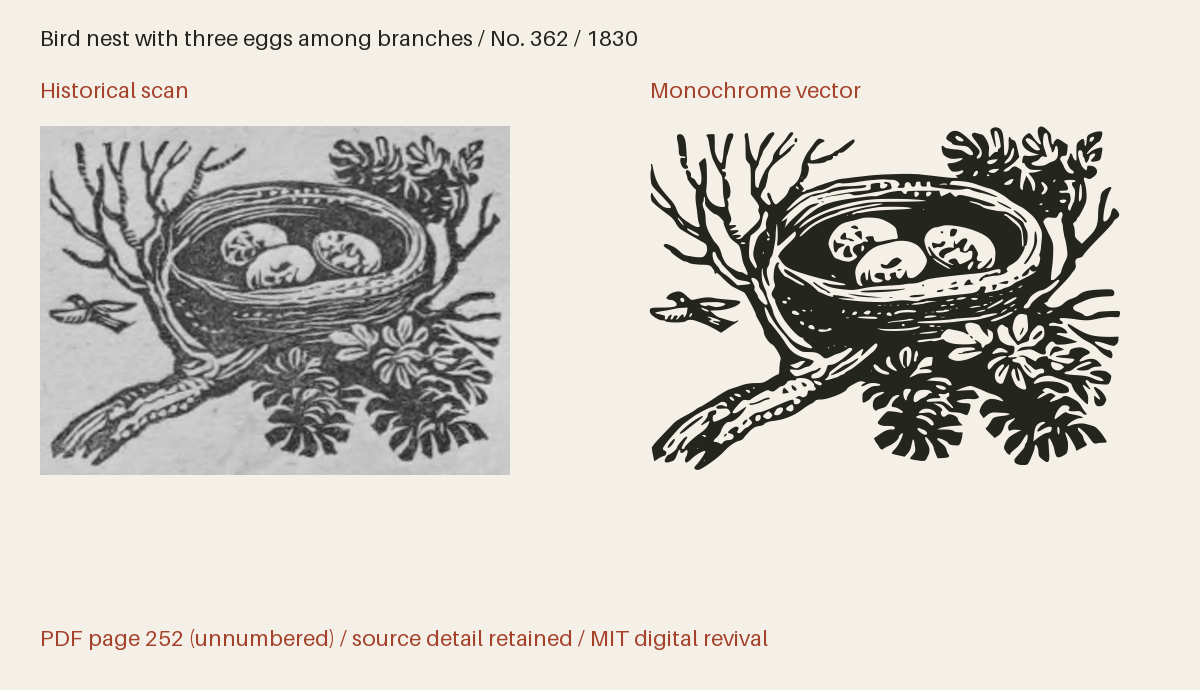 Bird nest with three eggs among branches / No. 362 / 1830
Historical scan
Monochrome vector
PDF page 252 (unnumbered) / source detail retained / MIT digital revival